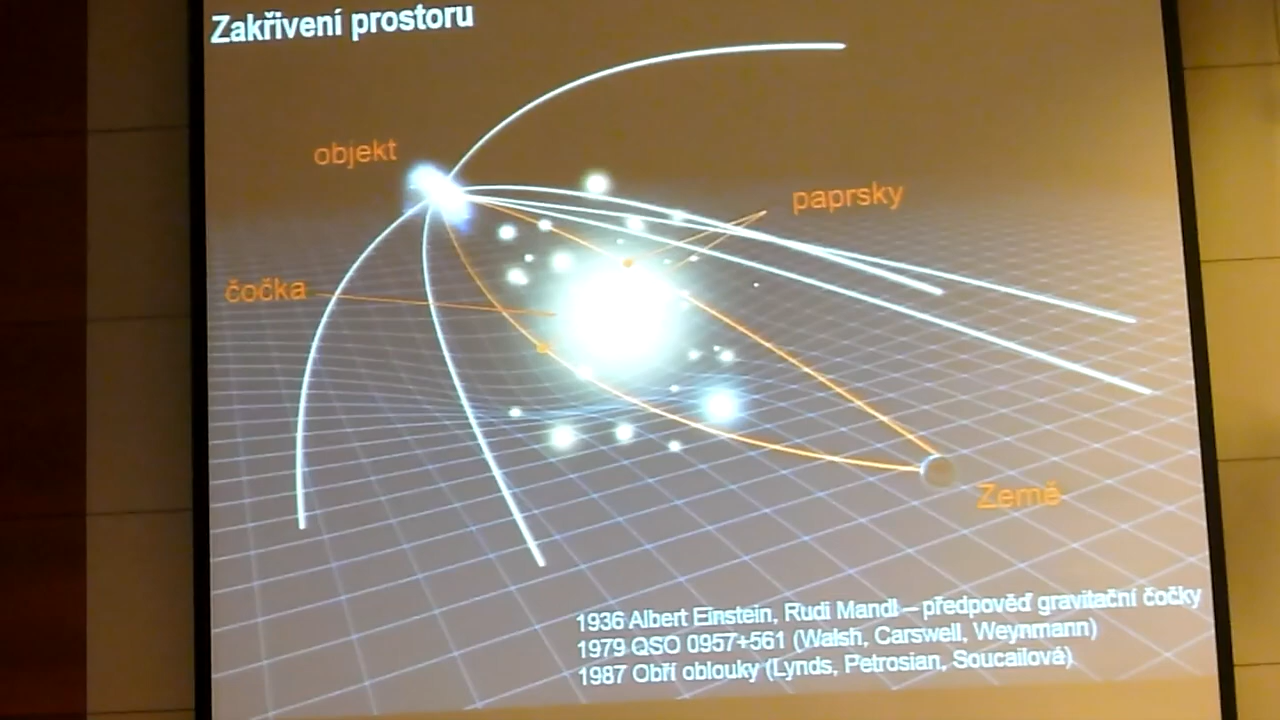 Zakřivení prostoru
objekt
paprsky
čočka
Země
1936 Albert Einstein, Rudi Mandl – předpověď gravitační čočky
1979 QSO 0957+561 (Walsh, Carswell, Weynmann)
1987 Obří oblouky (Lynds, Petrosian, Soucailová)